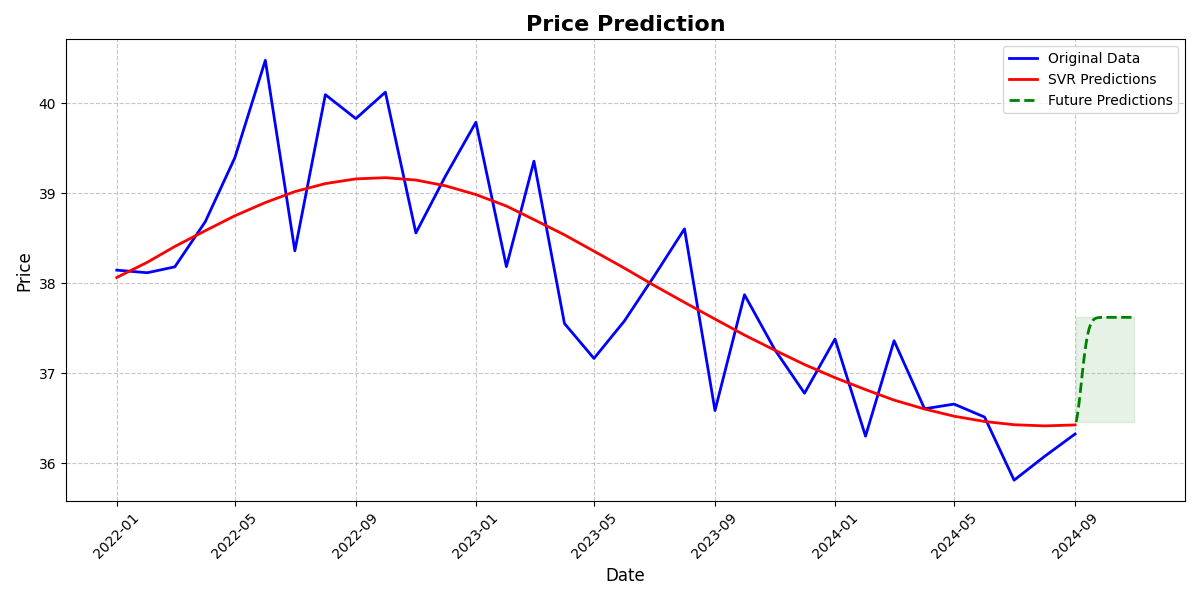 Price Prediction
Original Data
SVR Predictions
Future Predictions
Price
40
39
38
37
36
2022-01
2022-05
2022-09
2023-01
2023-05
2023-09
2024-01
2024-05
2024-09
Date